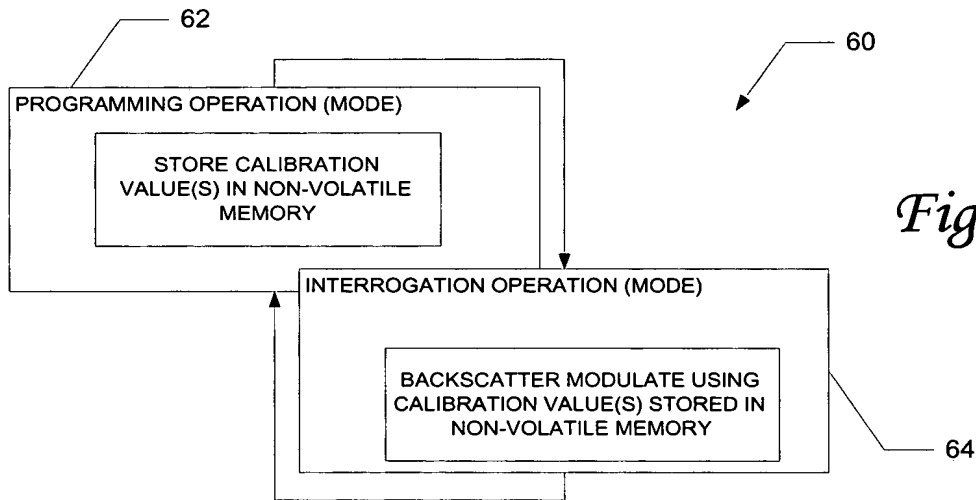 62
60
PROGRAMMING OPERATION (MODE)
STORE CALIBRATION
VALUE(S) IN NON-VOLATILE
MEMORY
Fig
INTERROGATION OPERATION (MODE)
BACKSCATTER MODULATE USING
CALIBRATION VALUE(S) STORED IN
NON-VOLATILE MEMORY
64